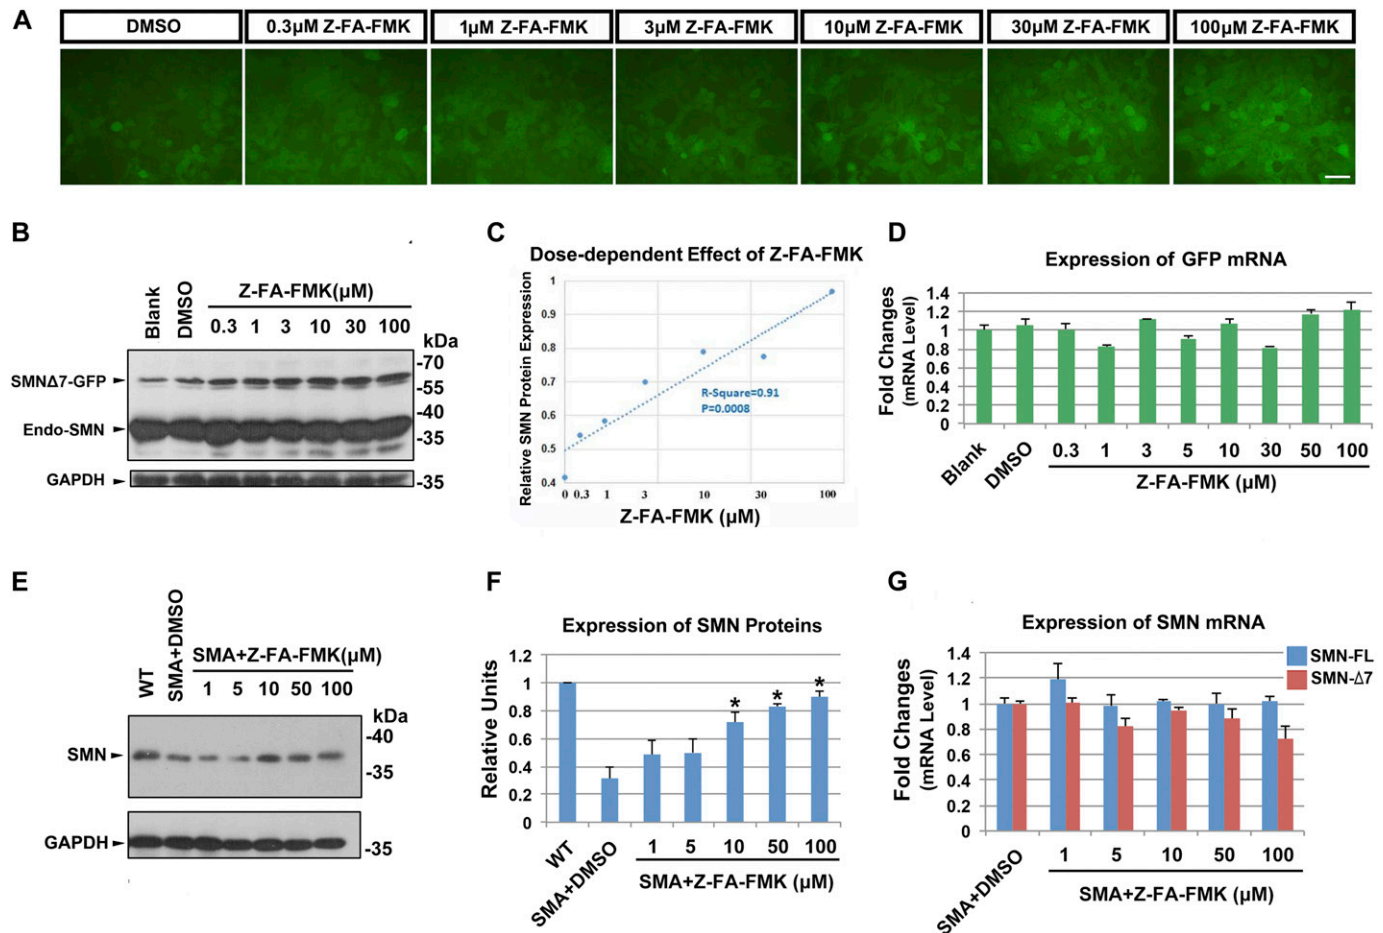 A
DMSO
0.3µM Z-FA-FMK
1µM Z-FA-FMK
3µM Z-FA-FMK
10µM Z-FA-FMK
30µM Z-FA-FMK
100µM Z-FA-FMK
B
Blank
DMSO
Z-FA-FMK(µM)
0.3 1 3 10 30 100
kDa
-70
SMNΔ7-GFP
-55
-40
Endo-SMN
-35
GAPDH
-35
C
Dose-dependent Effect of Z-FA-FMK
Relative SMN Protein Expression
1
0.9
0.8
0.7
0.6
0.5
0.4
R-Square=0.91
P=0.0008
0 0.3 1 3 10 30 100
Z-FA-FMK (µM)
D
Expression of GFP mRNA
Fold Changes
(mRNA Level)
1.4
1.2
1
0.8
0.6
0.4
0.2
0
Blank
DMSO
0.3 1 3 5 10 30 50 100
Z-FA-FMK (µM)
E
WT
SMA+DMSO
SMA+Z-FA-FMK(µM)
1 5 10 50 100
kDa
-40
SMN
-35
GAPDH
-35
F
Expression of SMN Proteins
Relative Units
1.2
1
0.8
0.6
0.4
0.2
0
* * *
WT
SMA+DMSO
1 5 10 50 100
SMA+Z-FA-FMK (µM)
G
Expression of SMN mRNA
SMN-FL
SMN-Δ7
Fold Changes
(mRNA Level)
1.4
1.2
1
0.8
0.6
0.4
0.2
0
SMA+DMSO
1 5 10 50 100
SMA+Z-FA-FMK (µM)